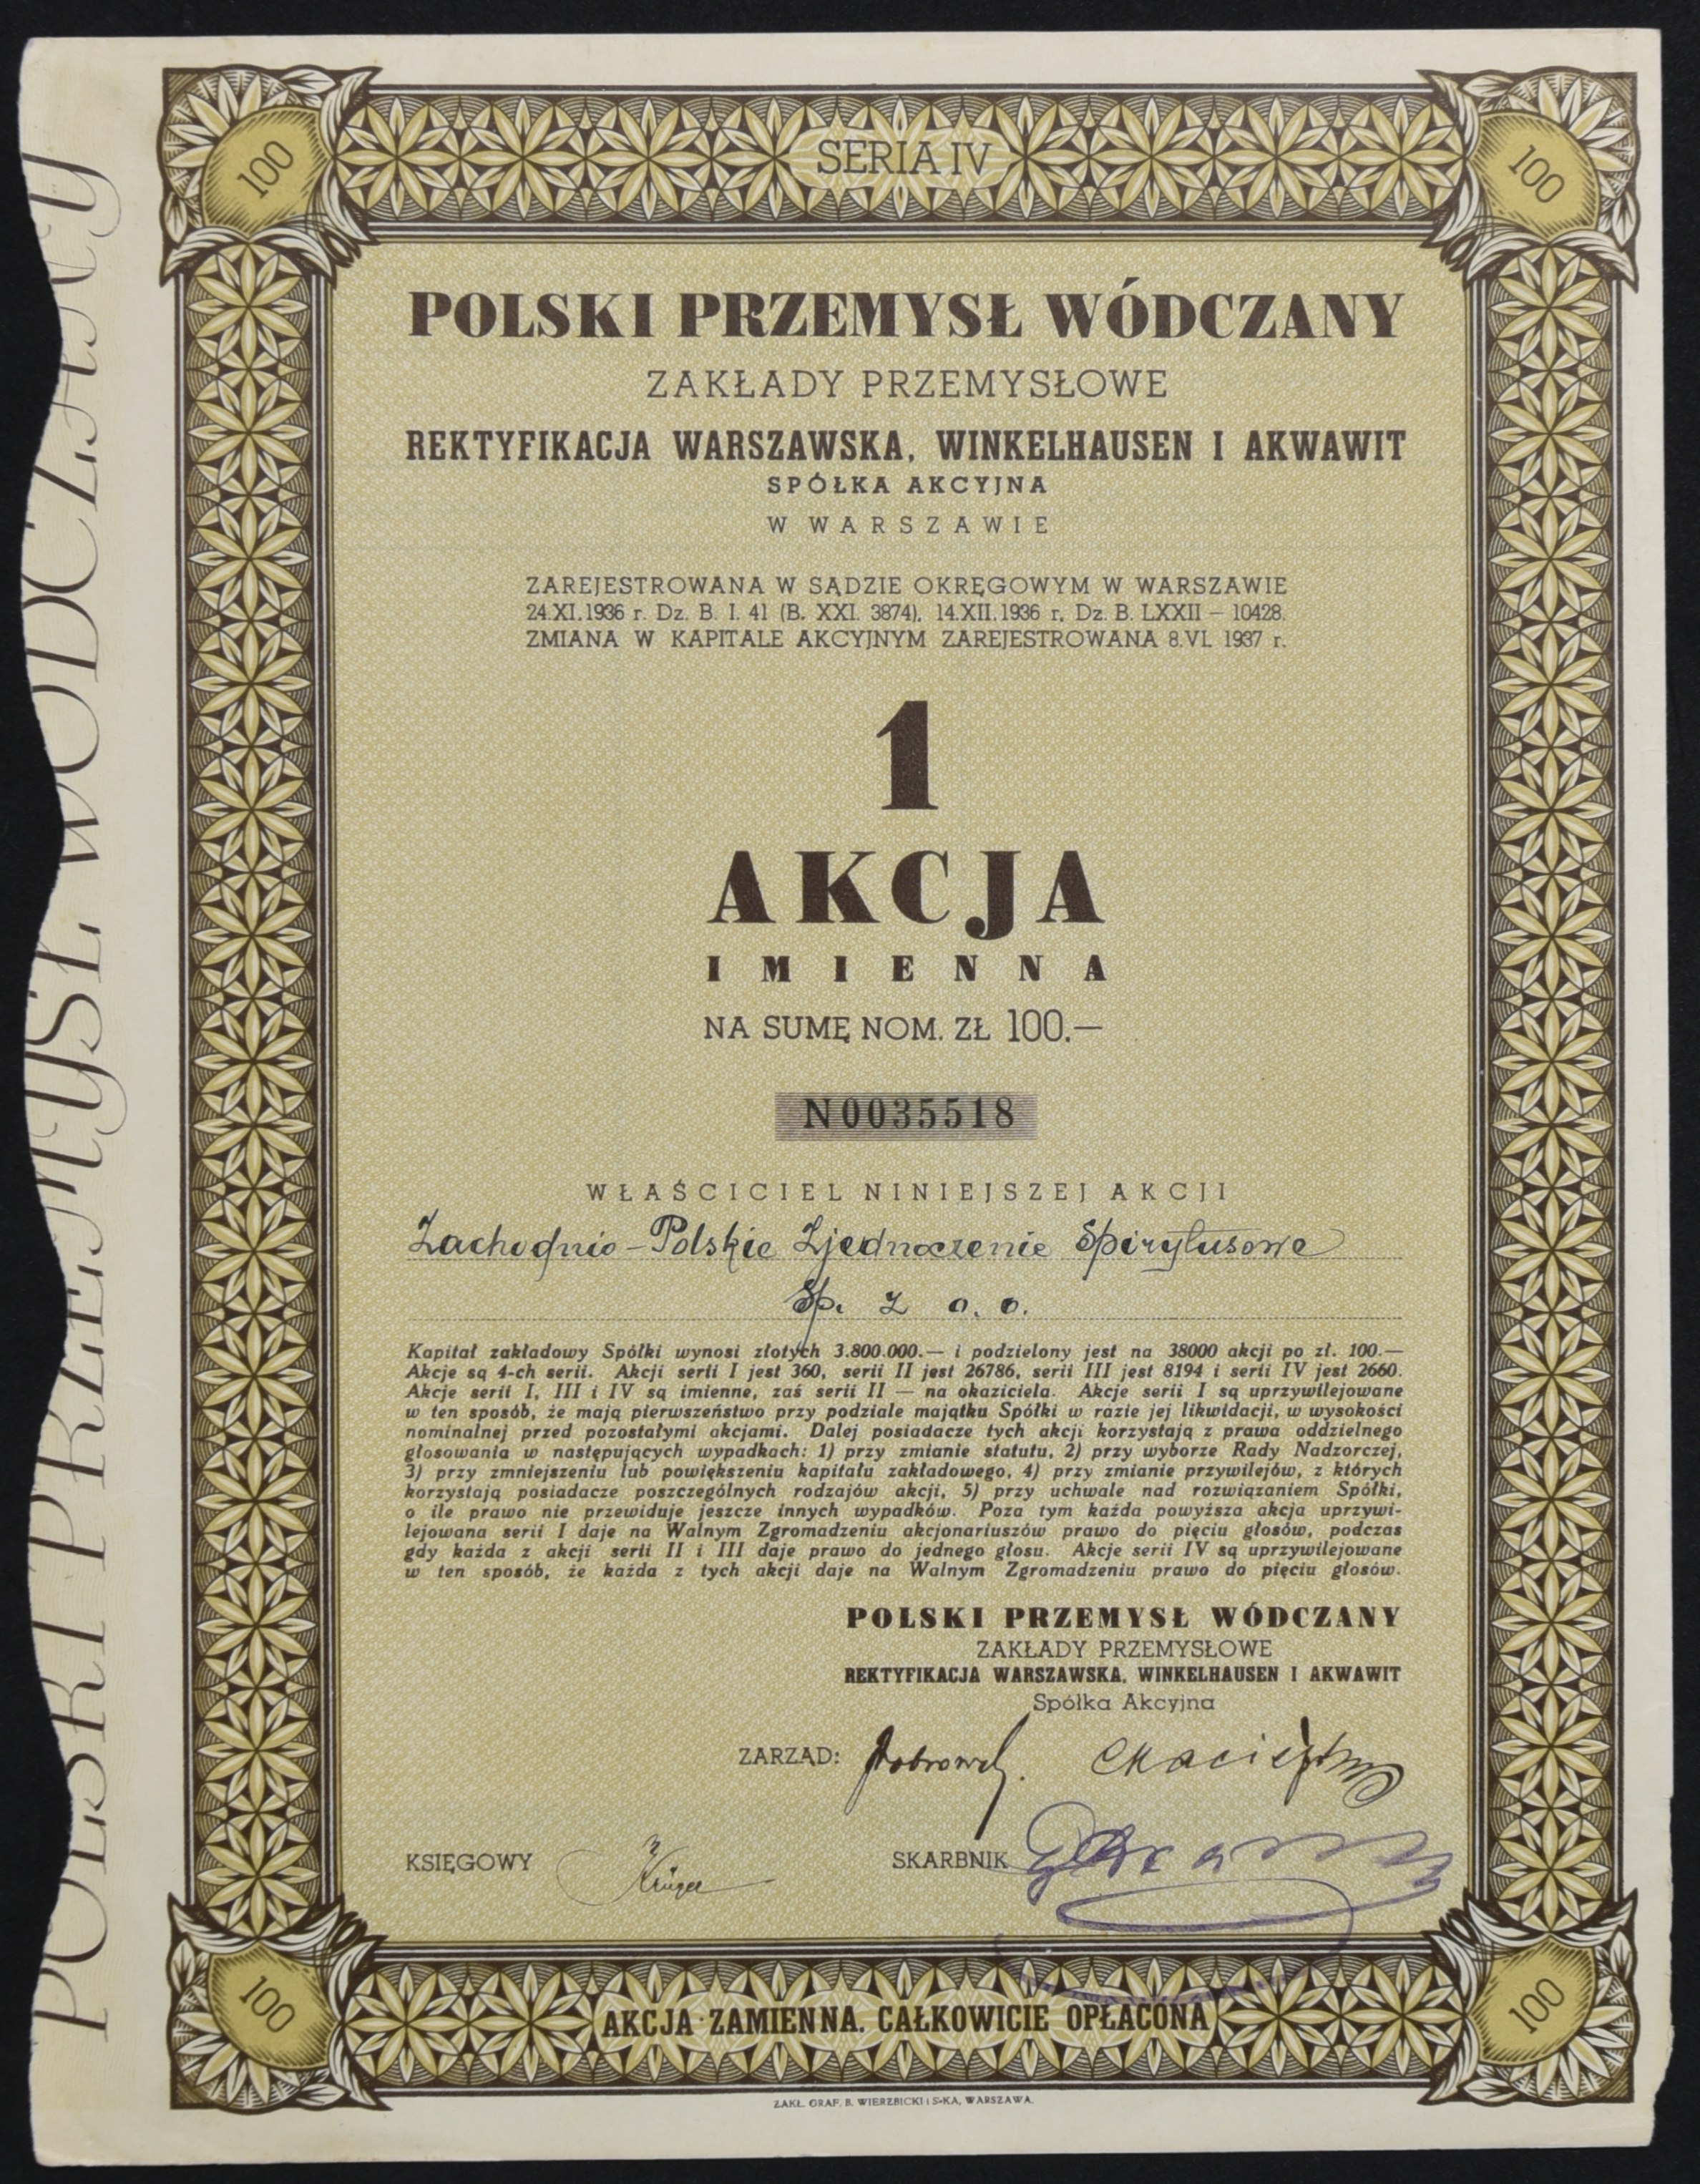 SERIA IV
100
100
POLSKI PRZEMYSŁ WÓDCZANY
POLSKI PRZEMYSŁ WÓDCZANY
ZAKŁADY PRZEMYSŁOWE
REKTYFIKACJA WARSZAWSKA, WINKELHAUSEN I AKWAWIT
SPÓŁKA AKCYJNA
W WARSZAWIE
ZAREJESTROWANA W SĄDZIE OKRĘGOWYM W WARSZAWIE
24.XI.1936 r. Dz. B. I. 41 (B. XXI. 3874), 14.XII.1936 r, Dz. B. LXXII — 10428.
ZMIANA W KAPITALE AKCYJNYM ZAREJESTROWANA 8.VI. 1937 r.
1
AKCJA
IMIENNA
NA SUMĘ NOM. ZŁ 100.—
N0035518
WŁAŚCICIEL NINIEJSZEJ AKCJI
Zachodnio-Polskie Zjednoczenie Spirytusowe
Sp. z o. o.
Kapitał zakładowy Spółki wynosi złotych 3.800.000.— i podzielony jest na 38000 akcji po zł. 100.—
Akcje są 4-ch serii. Akcji serii I jest 360, serii II jest 26786, serii III jest 8194 i serii IV jest 2660.
Akcje serii I, III i IV są imienne, zaś serii II — na okaziciela. Akcje serii I są uprzywilejowane
w ten sposób, że mają pierwszeństwo przy podziale majątku Spółki w razie jej likwidacji, w wysokości
nominalnej przed pozostałymi akcjami. Dalej posiadacze tych akcji korzystają z prawa oddzielnego
głosowania w następujących wypadkach: 1) przy zmianie statutu, 2) przy wyborze Rady Nadzorczej,
3) przy zmniejszeniu lub powiększeniu kapitału zakładowego, 4) przy zmianie przywilejów, z których
korzystają posiadacze poszczególnych rodzajów akcji, 5) przy uchwale nad rozwiązaniem Spółki,
o ile prawo nie przewiduje jeszcze innych wypadków. Poza tym każda powyższa akcja uprzywi-
lejowana serii I daje na Walnym Zgromadzeniu akcjonariuszów prawo do pięciu głosów, podczas
gdy każda z akcji serii II i III daje prawo do jednego głosu. Akcje serii IV są uprzywilejowane
w ten sposób, że każda z tych akcji daje na Walnym Zgromadzeniu prawo do pięciu głosów.
POLSKI PRZEMYSŁ WÓDCZANY
ZAKŁADY PRZEMYSŁOWE
REKTYFIKACJA WARSZAWSKA, WINKELHAUSEN I AKWAWIT
Spółka Akcyjna
ZARZĄD:
KSIĘGOWY Krüger
SKARBNIK
100
100
AKCJA ZAMIENNA. CAŁKOWICIE OPŁACONA
ZAKŁ. GRAF. B. WIERZBICKI i S-KA, WARSZAWA.